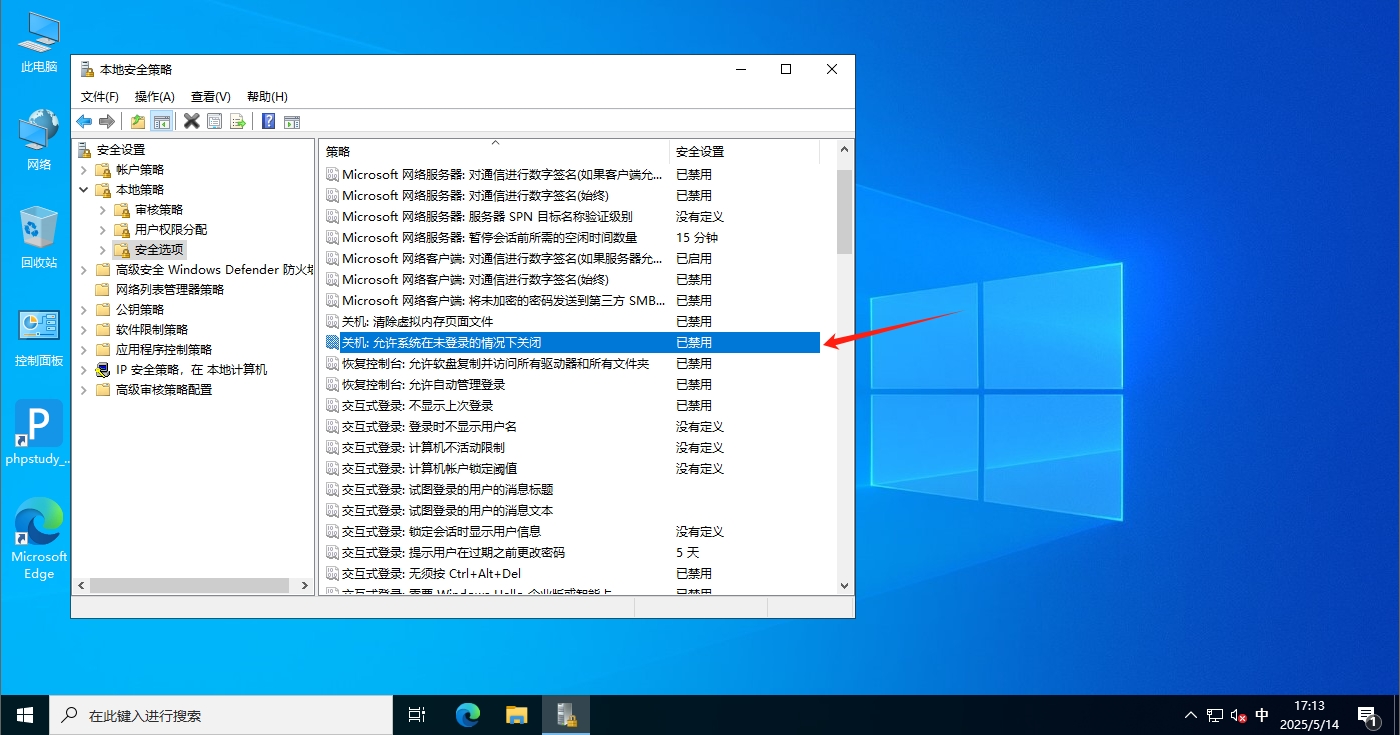 此电脑
网络
回收站
控制面板
P
phpstudy_...
Microsoft
Edge
本地安全策略
文件(F) 操作(A) 查看(V) 帮助(H)
安全设置
帐户策略
本地策略
审核策略
用户权限分配
安全选项
高级安全 Windows Defender 防火墙
网络列表管理器策略
公钥策略
软件限制策略
应用程序控制策略
IP 安全策略，在 本地计算机
高级审核策略配置
策略 安全设置
Microsoft 网络服务器: 对通信进行数字签名(如果客户端允... 已禁用
Microsoft 网络服务器: 对通信进行数字签名(始终) 已禁用
Microsoft 网络服务器: 服务器 SPN 目标名称验证级别 没有定义
Microsoft 网络服务器: 暂停会话前所需的空闲时间数量 15 分钟
Microsoft 网络客户端: 对通信进行数字签名(如果服务器允... 已启用
Microsoft 网络客户端: 对通信进行数字签名(始终) 已禁用
Microsoft 网络客户端: 将未加密的密码发送到第三方 SMB... 已禁用
关机: 清除虚拟内存页面文件 已禁用
关机: 允许系统在未登录的情况下关闭 已禁用
恢复控制台: 允许软盘复制并访问所有驱动器和所有文件夹 已禁用
恢复控制台: 允许自动管理登录 已禁用
交互式登录: 不显示上次登录 已禁用
交互式登录: 登录时不显示用户名 没有定义
交互式登录: 计算机不活动限制 没有定义
交互式登录: 计算机帐户锁定阈值 没有定义
交互式登录: 试图登录的用户的消息标题
交互式登录: 试图登录的用户的消息文本
交互式登录: 锁定会话时显示用户信息 没有定义
交互式登录: 提示用户在过期之前更改密码 5 天
交互式登录: 无须按 Ctrl+Alt+Del 已禁用
交互式登录: 需要 Windows Hello 企业版或智能卡 已禁用
在此键入进行搜索
中
17:13
2025/5/14
1